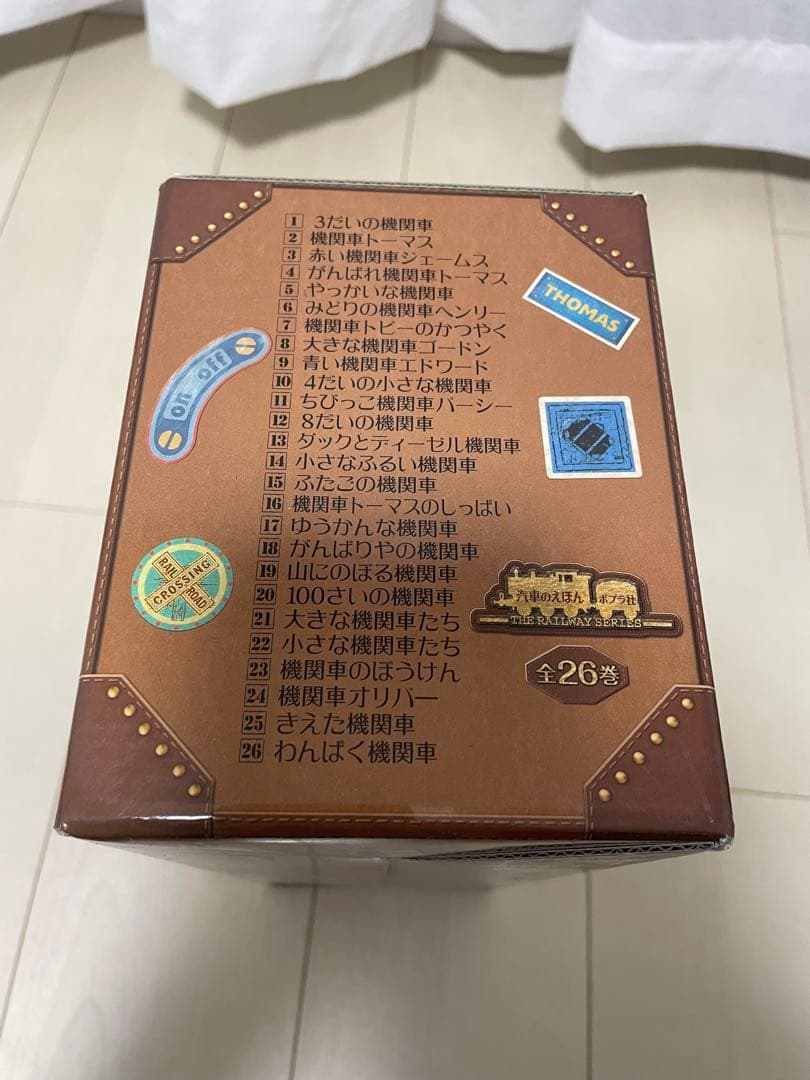 1 3だいの機関車
2 機関車トーマス
3 赤い機関車ジェームス
4 がんばれ機関車トーマス
5 やっかいな機関車
6 みどりの機関車ヘンリー
7 機関車トビーのかつやく
8 大きな機関車ゴードン
9 青い機関車エドワード
10 4だいの小さな機関車
11 ちびっこ機関車パーシー
12 8だいの機関車
13 ダックとディーゼル機関車
14 小さなふるい機関車
15 ふたごの機関車
16 機関車トーマスのしっぱい
17 ゆうかんな機関車
18 がんばりやの機関車
19 山にのぼる機関車
20 100さいの機関車
21 大きな機関車たち
22 小さな機関車たち
23 機関車のぼうけん
24 機関車オリバー
25 きえた機関車
26 わんぱく機関車
THOMAS
on off
RAIL ROAD
CROSSING
汽車のえほん ポプラ社
THE RAILWAY SERIES
全26巻